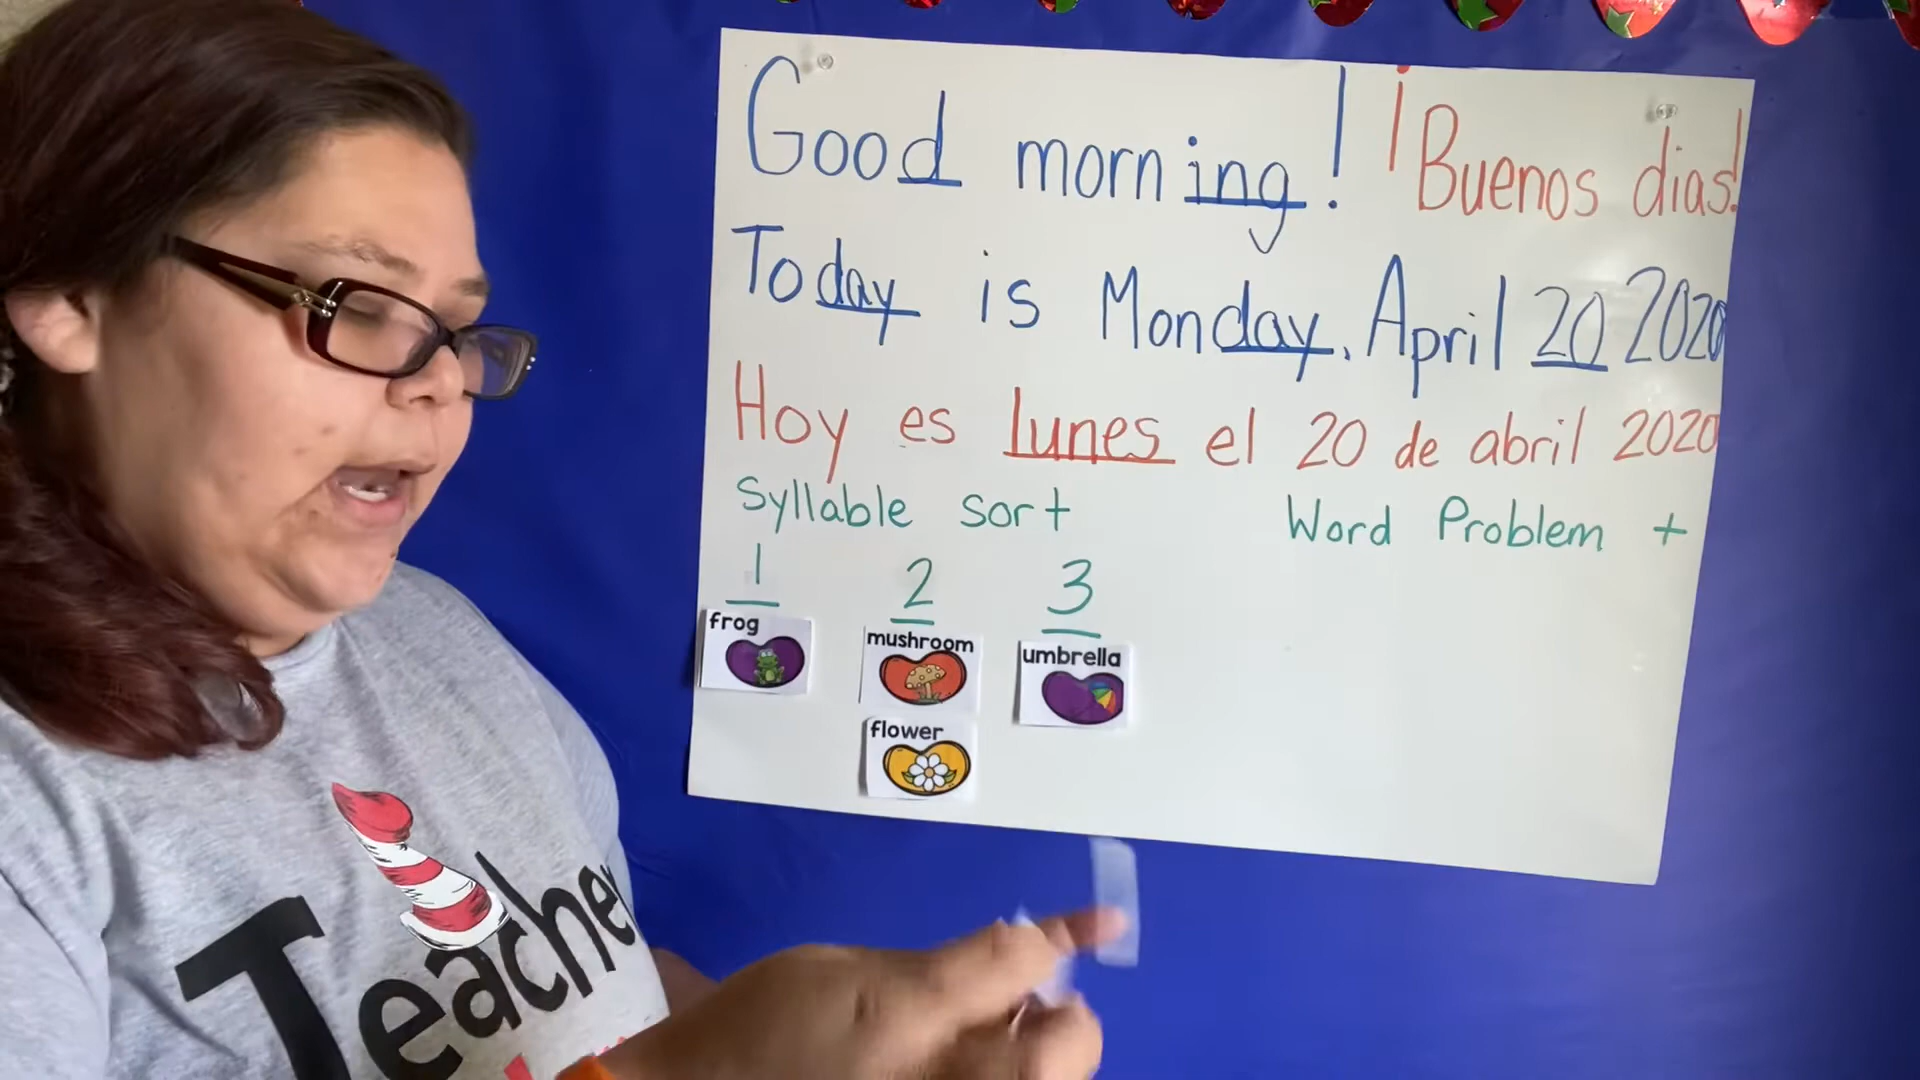 Good morning! ¡Buenos dias!
Today is Monday, April 20 2020
Hoy es lunes el 20 de abril 2020
Syllable sort
Word Problem +
1 2 3
frog
mushroom
umbrella
flower
Teacher